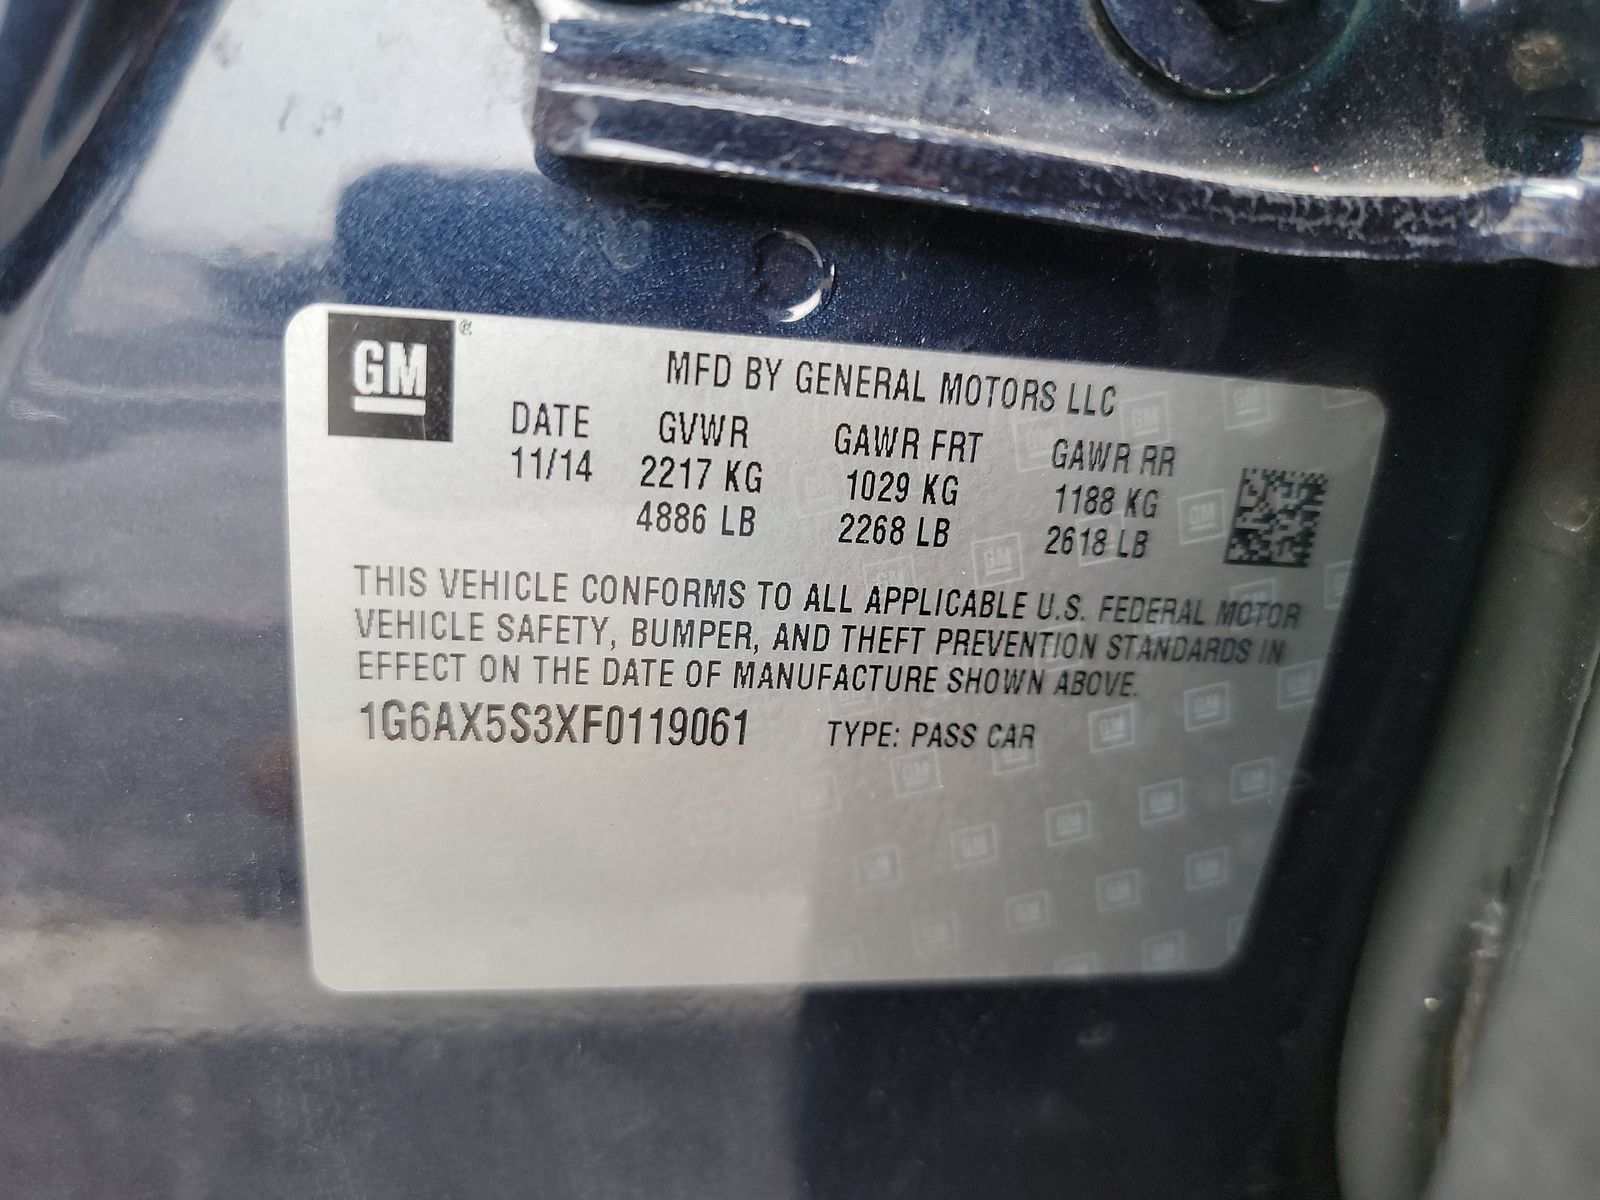 GM ®
MFD BY GENERAL MOTORS LLC
DATE GVWR GAWR FRT GAWR RR
11/14 2217 KG 1029 KG 1188 KG
4886 LB 2268 LB 2618 LB
THIS VEHICLE CONFORMS TO ALL APPLICABLE U.S. FEDERAL MOTOR
VEHICLE SAFETY, BUMPER, AND THEFT PREVENTION STANDARDS IN
EFFECT ON THE DATE OF MANUFACTURE SHOWN ABOVE.
1G6AX5S3XF0119061 TYPE: PASS CAR